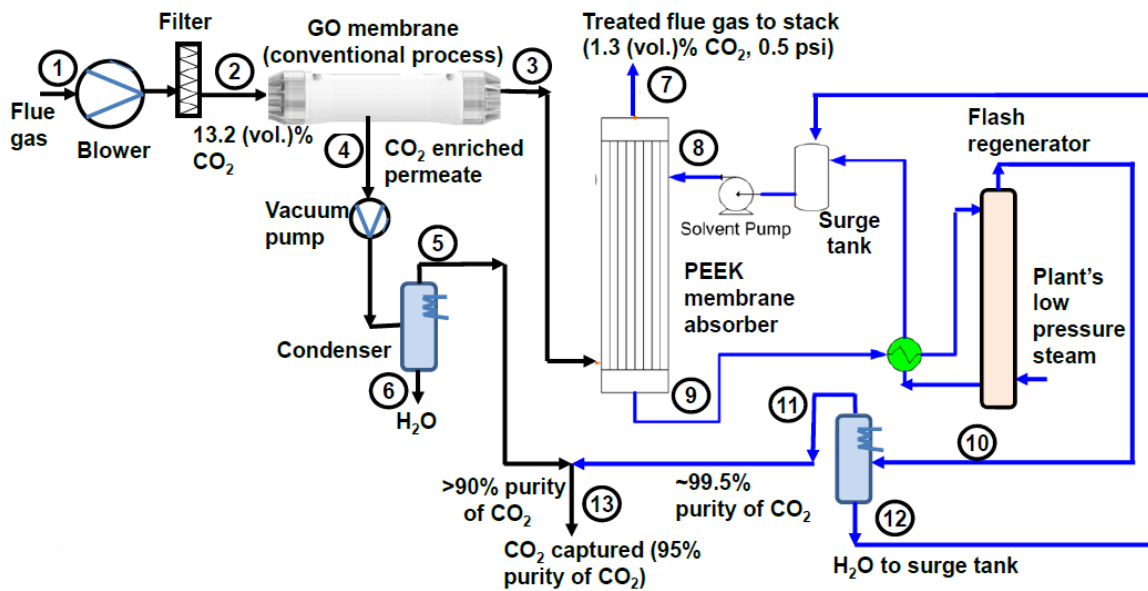 Filter
GO membrane
(conventional process)
Treated flue gas to stack
(1.3 (vol.)% CO₂, 0.5 psi)
1
2
3
7
Flue
gas
Blower
13.2 (vol.)%
CO₂
4
CO₂ enriched
permeate
8
Flash
regenerator
Vacuum
pump
5
Solvent Pump
Surge
tank
PEEK
membrane
absorber
Plant's
low
pressure
steam
Condenser
6
H₂O
9
11
10
>90% purity
of CO₂
13
~99.5%
purity of CO₂
12
CO₂ captured (95%
purity of CO₂)
H₂O to surge tank